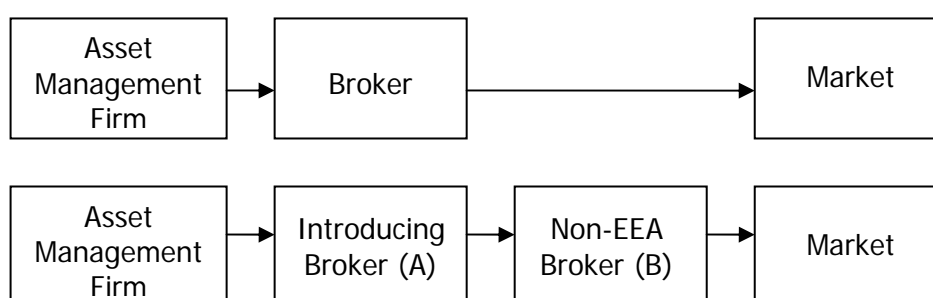 Asset
Management
Firm
Broker
Market
Asset
Management
Firm
Introducing
Broker (A)
Non-EEA
Broker (B)
Market